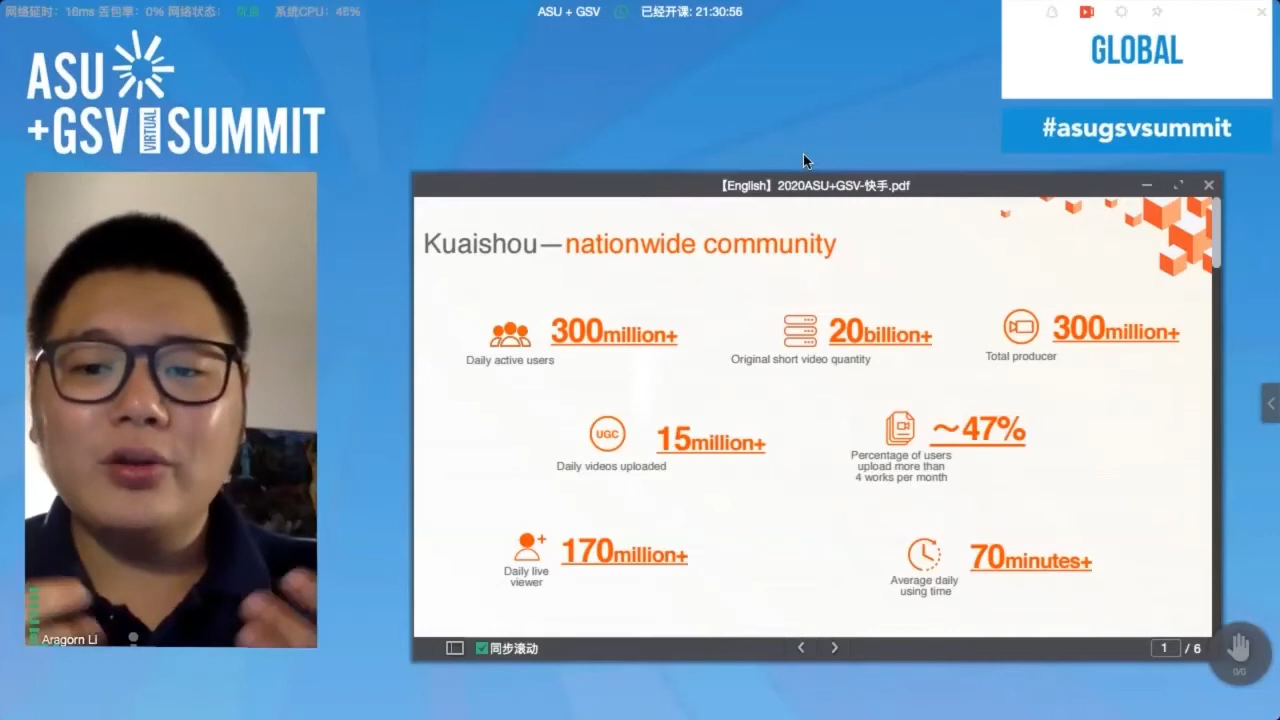 网络延时: 16ms 丢包率: 0% 网络状态: 系统CPU: 45%
ASU + GSV
已经开课: 21:30:56
ASU
+GSV VIRTUAL SUMMIT
GLOBAL
#asugsvsummit
【English】2020ASU+GSV-快手.pdf
Kuaishou—nationwide community
300million+
Daily active users
20billion+
Original short video quantity
300million+
Total producer
UGC
15million+
Daily videos uploaded
~47%
Percentage of users
upload more than
4 works per month
170million+
Daily live
viewer
70minutes+
Average daily
using time
Aragorn Li
同步滚动
1 / 6
0/0